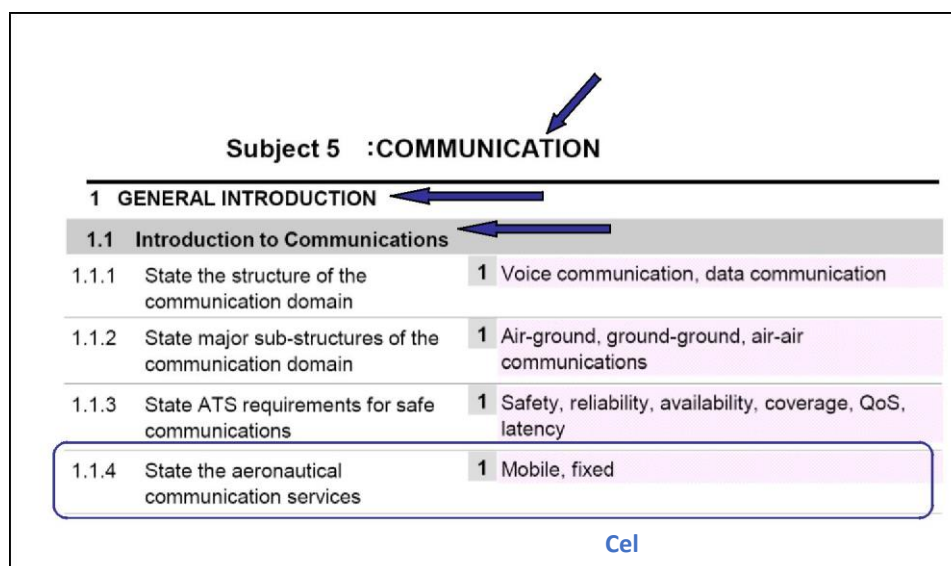 Subject 5 :COMMUNICATION
1 GENERAL INTRODUCTION
1.1 Introduction to Communications
1.1.1 State the structure of the 1 Voice communication, data communication
communication domain
1.1.2 State major sub-structures of the 1 Air-ground, ground-ground, air-air
communication domain communications
1.1.3 State ATS requirements for safe 1 Safety, reliability, availability, coverage, QoS,
communications latency
1.1.4 State the aeronautical 1 Mobile, fixed
communication services
Cel